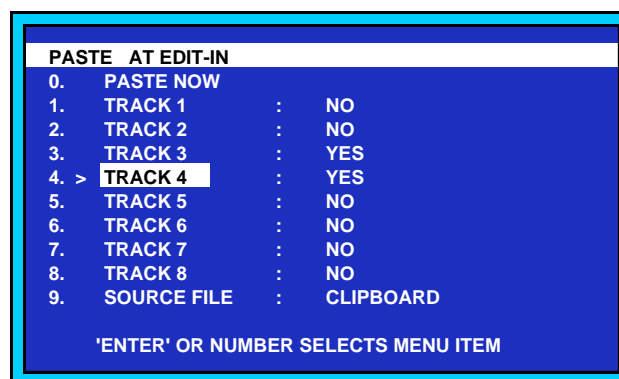 PASTE AT EDIT-IN
0. PASTE NOW
1. TRACK 1 : NO
2. TRACK 2 : NO
3. TRACK 3 : YES
4. > TRACK 4 : YES
5. TRACK 5 : NO
6. TRACK 6 : NO
7. TRACK 7 : NO
8. TRACK 8 : NO
9. SOURCE FILE : CLIPBOARD
'ENTER' OR NUMBER SELECTS MENU ITEM